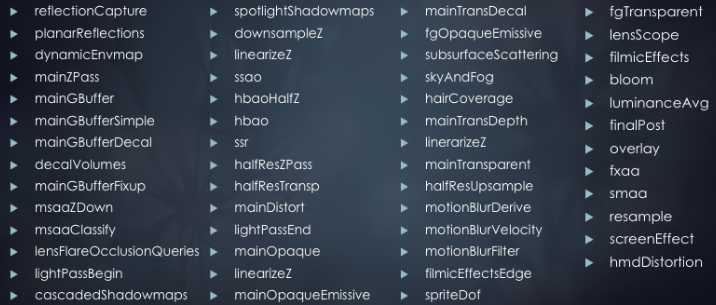 reflectionCapture
planarReflections
dynamicEnvmap
mainZPass
mainGBuffer
mainGBufferSimple
mainGBufferDecal
decalVolumes
mainGBufferFixup
msaaZDown
msaaClassify
lensFlareOcclusionQueries
lightPassBegin
cascadedShadowmaps
spotlightShadowmaps
downsampleZ
linearizeZ
ssao
hbaoHalfZ
hbao
ssr
halfResZPass
halfResTransp
mainDistort
lightPassEnd
mainOpaque
linearizeZ
mainOpaqueEmissive
mainTransDecal
fgOpaqueEmissive
subsurfaceScattering
skyAndFog
hairCoverage
mainTransDepth
linerarizeZ
mainTransparent
halfResUpsample
motionBlurDerive
motionBlurVelocity
motionBlurFilter
filmicEffectsEdge
spriteDof
fgTransparent
lensScope
filmicEffects
bloom
luminanceAvg
finalPost
overlay
fxaa
smaa
resample
screenEffect
hmdDistortion